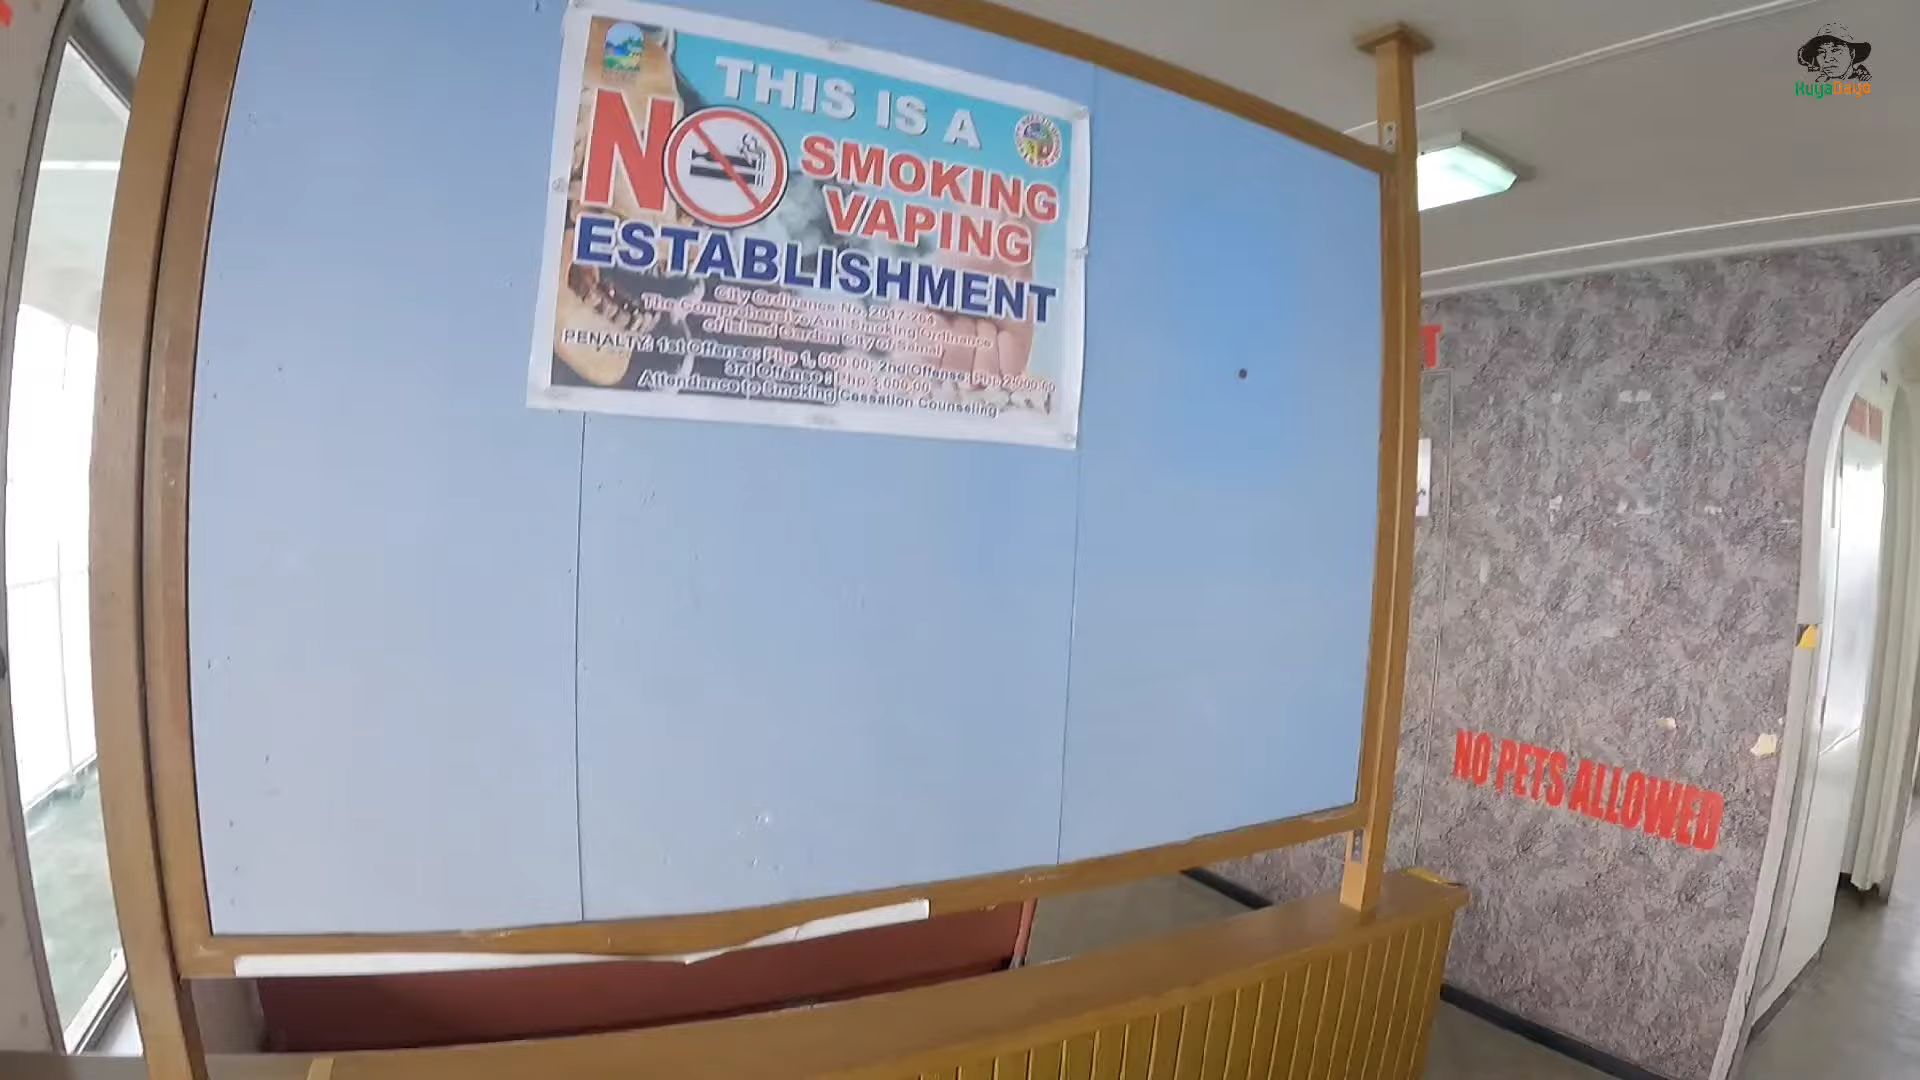 THIS IS A
NO SMOKING
VAPING
ESTABLISHMENT
City Ordinance No. 2017-204
The Comprehensive Anti Smoking Ordinance
of Island Garden City of Samal
PENALTY: 1st Offense: Php 1, 000.00; 2nd Offense: Php 2,000.00
3rd Offense: Php 3,000.00
Attendance to Smoking Cessation Counseling
NO PETS ALLOWED
KuyaDayo